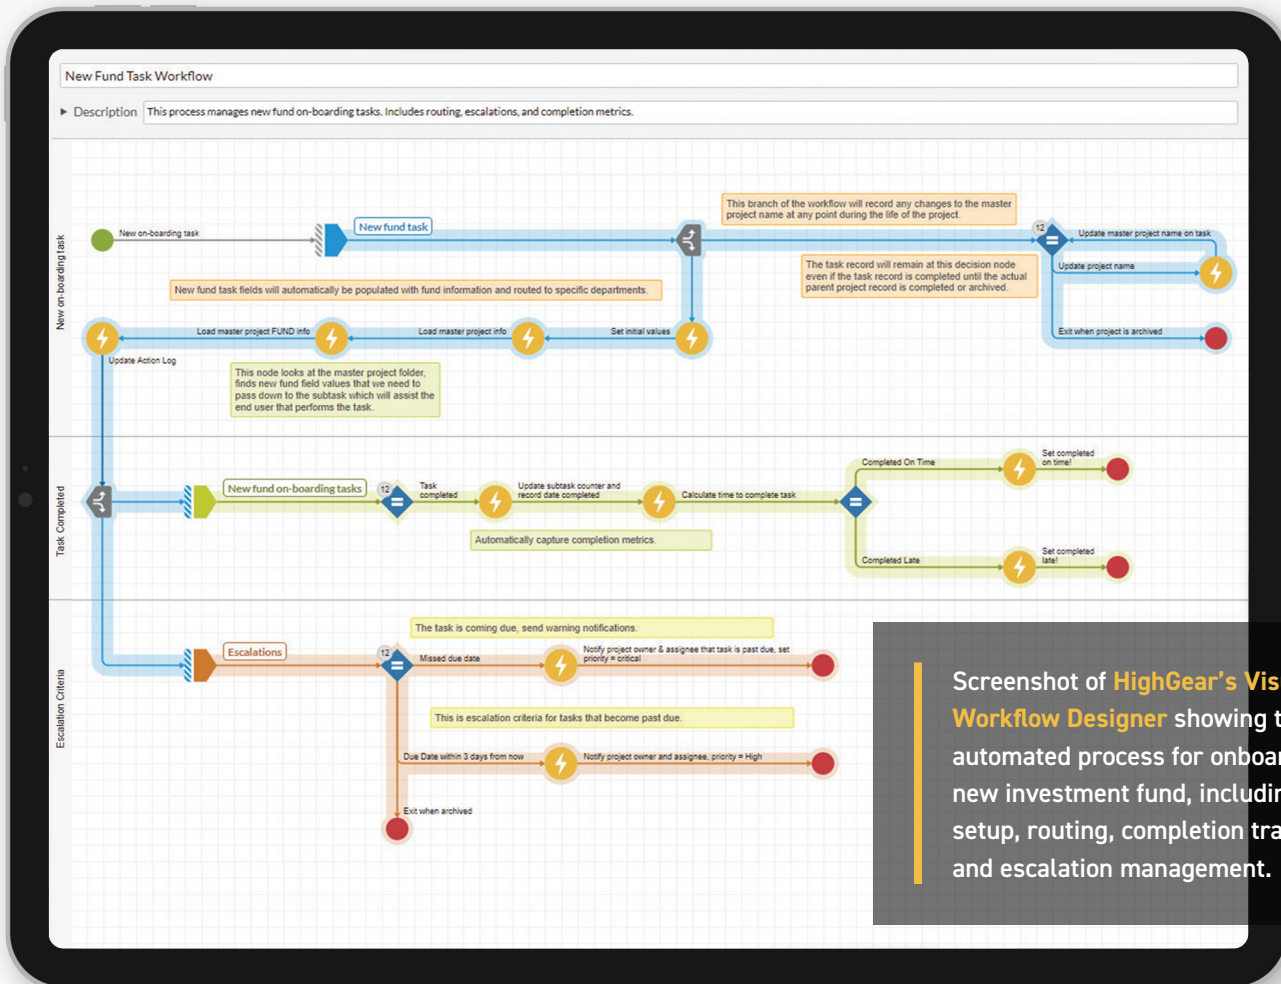 New Fund Task Workflow
Description
This process manages new fund on-boarding tasks. Includes routing, escalations, and completion metrics.
New on-boarding task
New on-boarding task
New fund task
This branch of the workflow will record any changes to the master
project name at any point during the life of the project.
12
Update master project name on task
Update project name
The task record will remain at this decision node
even if the task record is completed until the actual
parent project record is completed or archived.
Exit when project is archived
New fund task fields will automatically be populated with fund information and routed to specific departments.
Load master project FUND info
Load master project info
Set initial values
Update Action Log
This node looks at the master project folder,
finds new fund field values that we need to
pass down to the subtask which will assist the
end user that performs the task.
Task Completed
New fund on-boarding tasks
12
Task
completed
Update subtask counter and
record date completed
Calculate time to complete task
Automatically capture completion metrics.
Completed On Time
Set completed
on time!
Completed Late
Set completed
late!
Escalation Criteria
The task is coming due, send warning notifications.
Escalations
12
Missed due date
Notify project owner & assignee that task is past due, set
priority = critical
This is escalation criteria for tasks that become past due.
Due Date within 3 days from now
Notify project owner and assignee, priority = High
Exit when archived
Screenshot of HighGear's Vis
Workflow Designer showing t
automated process for onboar
new investment fund, includin
setup, routing, completion tra
and escalation management.